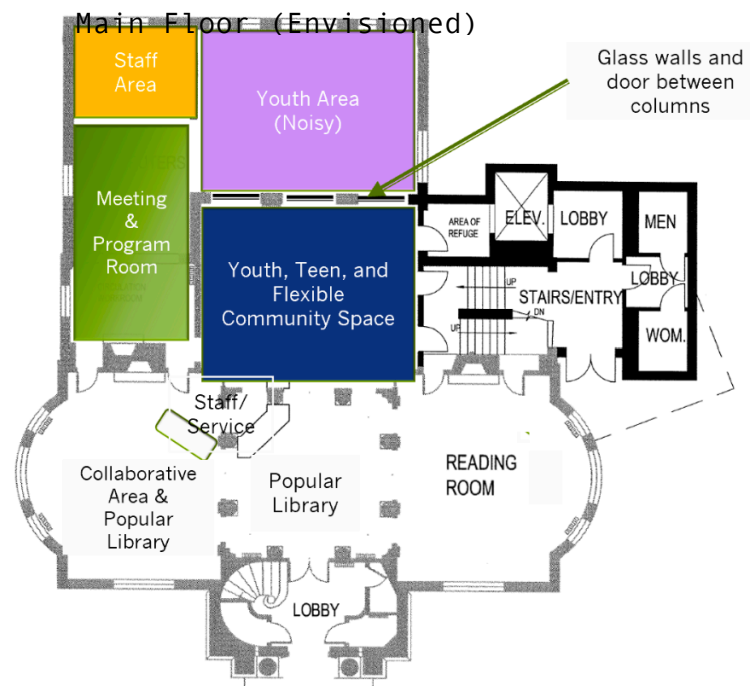 Main Floor (Envisioned)
Staff
Area
Youth Area
(Noisy)
Glass walls and
door between
columns
Meeting
&
Program
Room
AREA OF
REFUGE
ELEV.
LOBBY
MEN
LOBBY
Youth, Teen, and
Flexible
Community Space
UP
STAIRS/ENTRY
DN
UP
WOM.
Staff/
Service
Collaborative
Area &
Popular
Library
Popular
Library
READING
ROOM
LOBBY